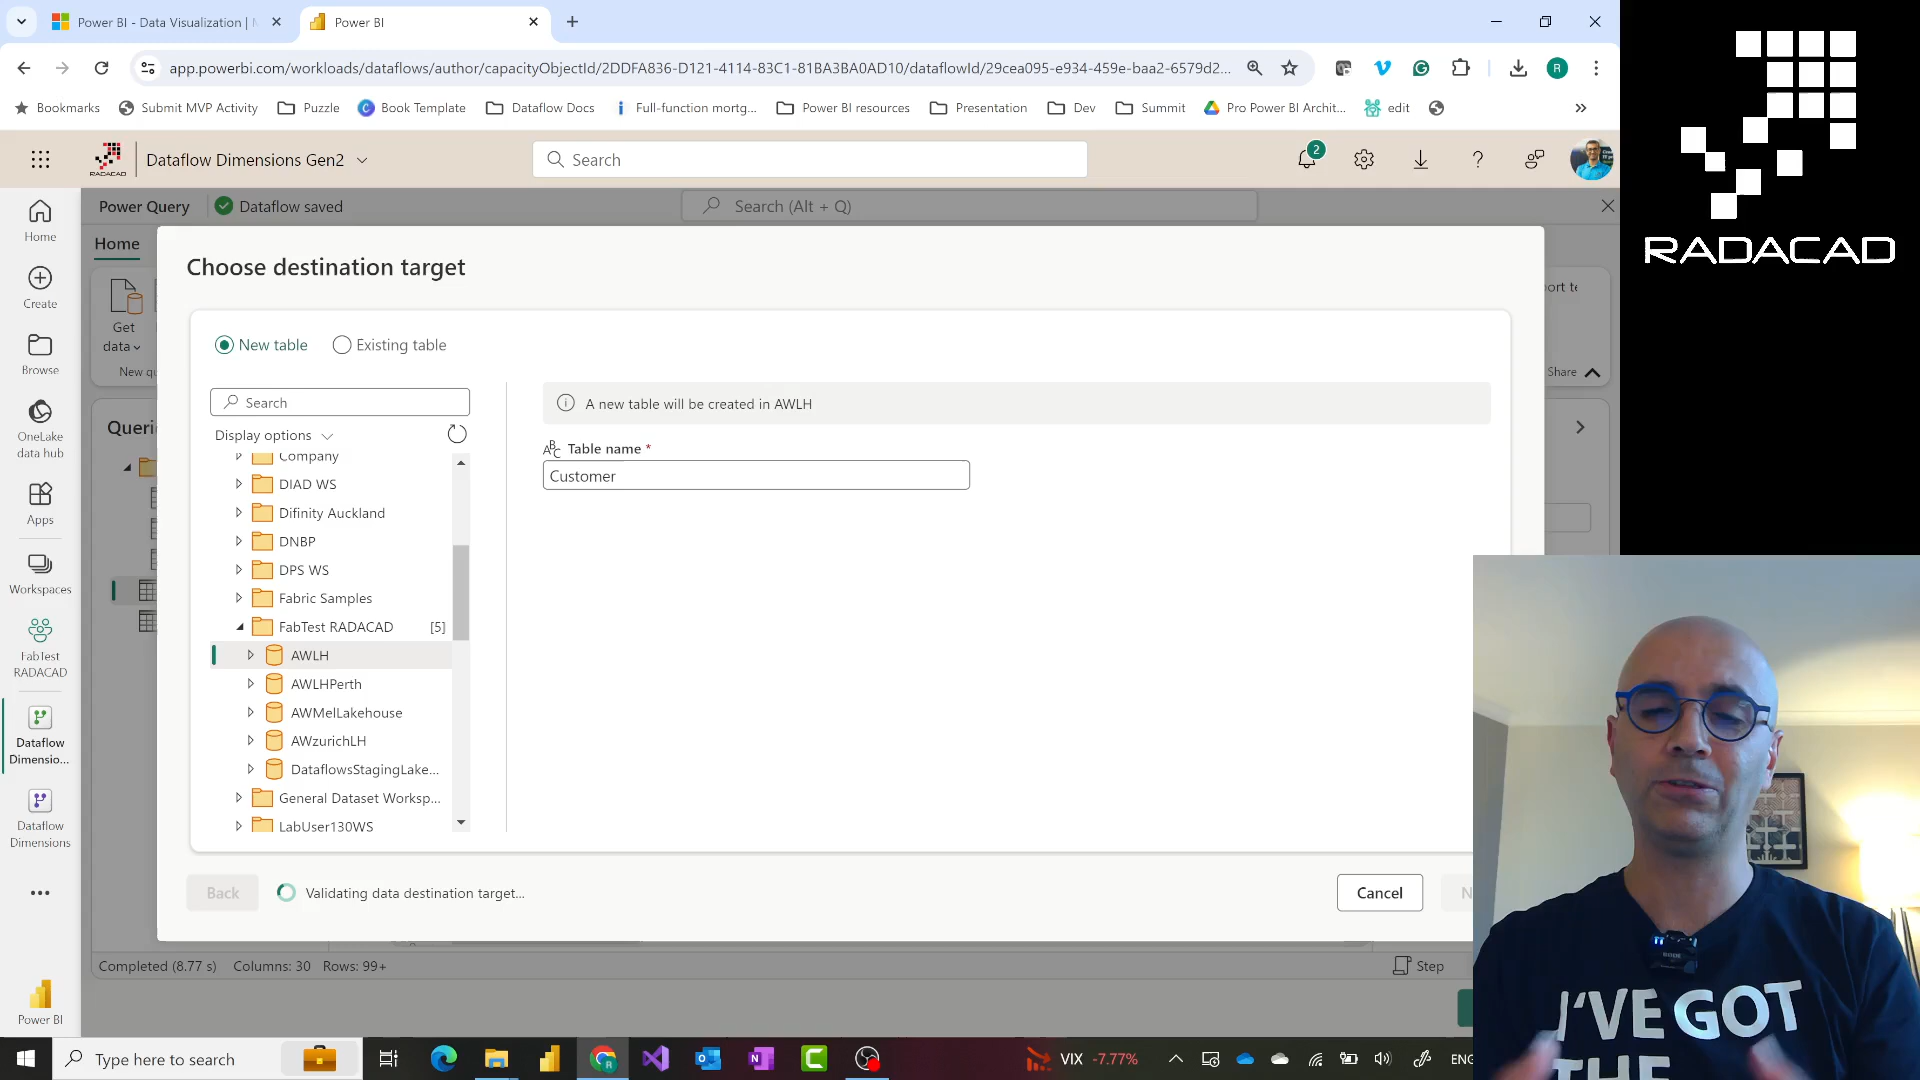 Power BI - Data Visualization |
Power BI
app.powerbi.com/workloads/dataflows/author/capacityObjectId/2DDFA836-D121-4114-83C1-81BA3BA0AD10/dataflowId/29cea095-e934-459e-baa2-6579d2...
R
Bookmarks
Submit MVP Activity
Puzzle
Book Template
Dataflow Docs
Full-function mortg...
Power BI resources
Presentation
Dev
Summit
Pro Power BI Archit...
edit
RADACAD
RADACAD
Dataflow Dimensions Gen2
Search
2
Power Query
Dataflow saved
Search (Alt + Q)
Home
Get
data
New qu
Share
Queri
Home
Create
Browse
OneLake
data hub
Apps
Workspaces
FabTest
RADACAD
Dataflow
Dimensio...
Dataflow
Dimensions
Power BI
Choose destination target
New table
Existing table
Search
Display options
Company
DIAD WS
Difinity Auckland
DNBP
DPS WS
Fabric Samples
FabTest RADACAD [5]
AWLH
AWLHPerth
AWMelLakehouse
AWzurichLH
DataflowsStagingLake...
General Dataset Worksp...
LabUser130WS
A new table will be created in AWLH
Table name *
Customer
Back
Validating data destination target...
Cancel
N
Completed (8.77 s) Columns: 30 Rows: 99+
Step
Type here to search
VIX -7.77%
ENG
I'VE GOT
THE